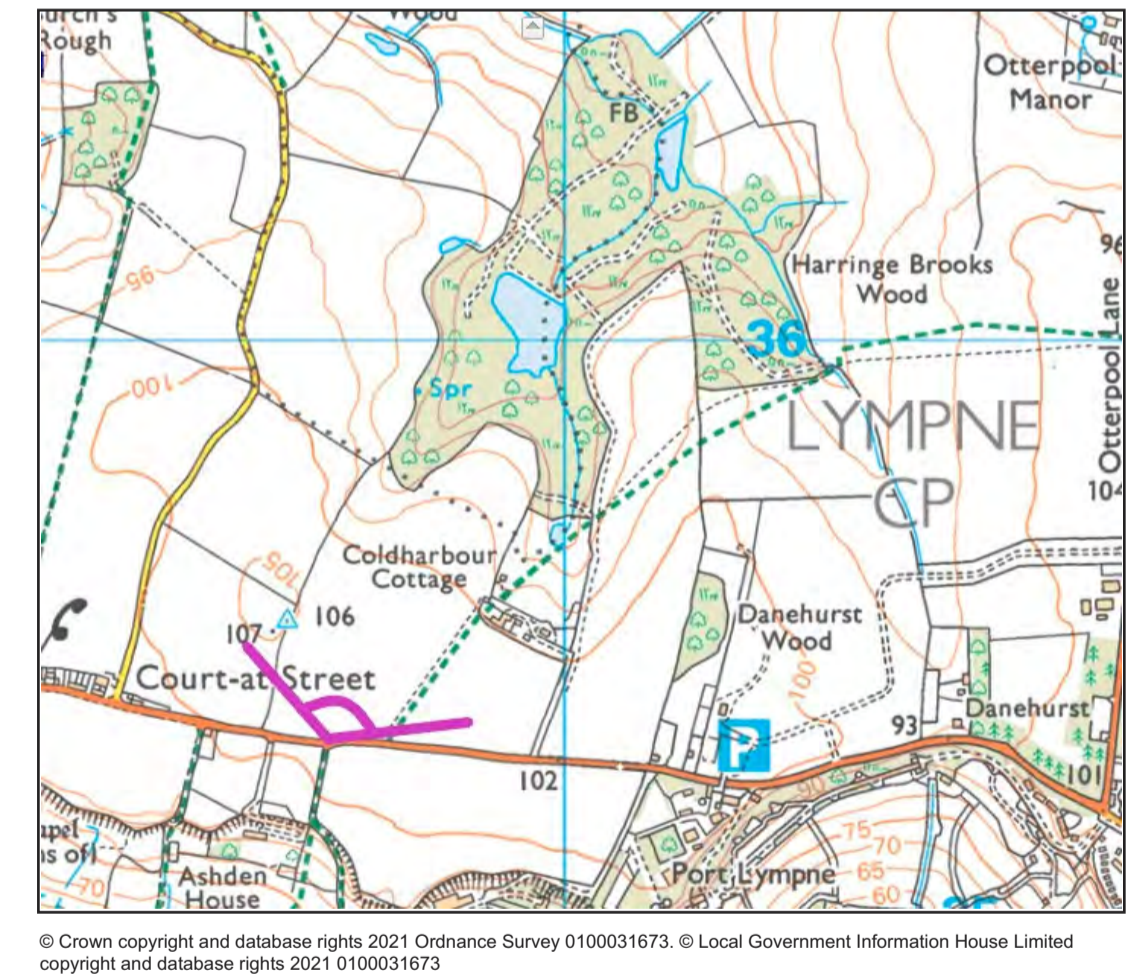 Wood
Rough
Otterpool
Manor
FB
95
96
Harringe Brooks
Wood
36
Otterpool Lane
100
Spr
LYMPNE
CP
104
105
Coldharbour
Cottage
106
107
Danehurst
Wood
Court-at Street
100
93
Danehurst
P
102
101
90
75
70
65
60
Ashden
House
70
Port Lympne
© Crown copyright and database rights 2021 Ordnance Survey 0100031673. © Local Government Information House Limited
copyright and database rights 2021 0100031673